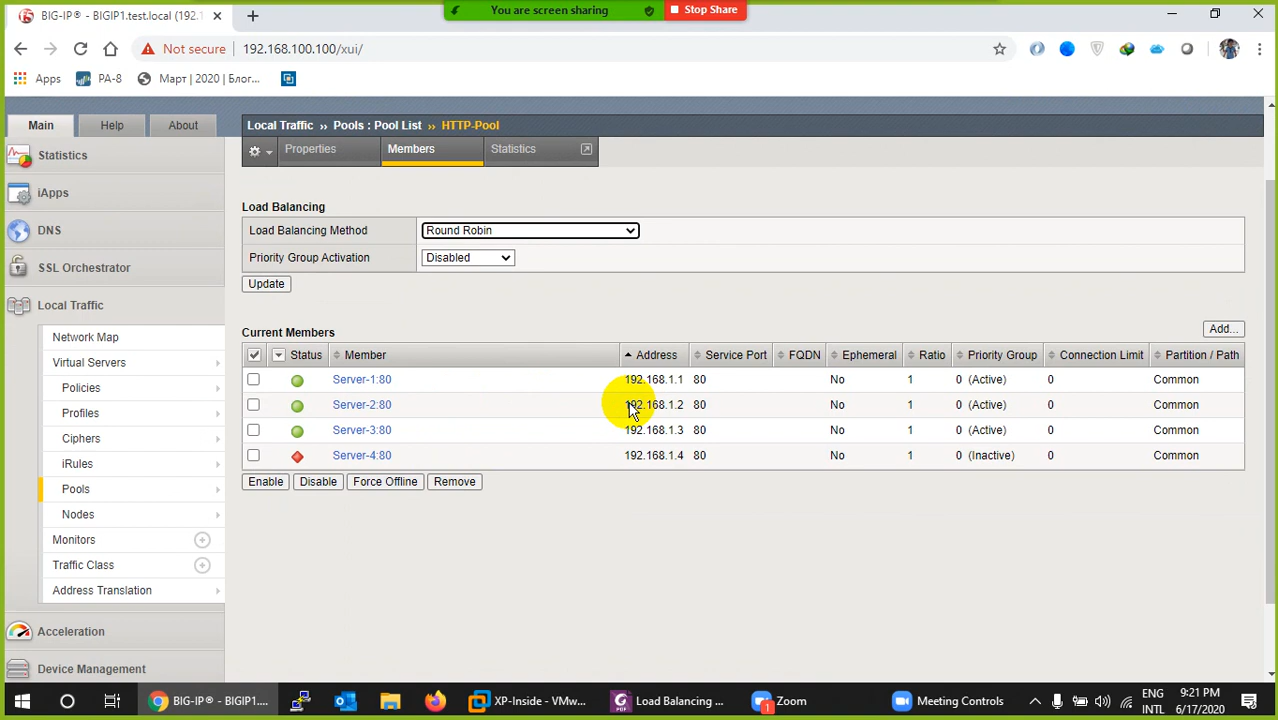 BIG-IP® - BIGIP1.test.local (192.1
You are screen sharing
Stop Share
Not secure
192.168.100.100/xui/
Apps
PA-8
Март | 2020 | Блог...
Main
Help
About
Local Traffic ›› Pools : Pool List ›› HTTP-Pool
Properties
Members
Statistics
Statistics
iApps
DNS
SSL Orchestrator
Local Traffic
Network Map
Virtual Servers
Policies
Profiles
Ciphers
iRules
Pools
Nodes
Monitors
Traffic Class
Address Translation
Acceleration
Device Management
Load Balancing
Load Balancing Method
Round Robin
Priority Group Activation
Disabled
Update
Current Members
Add...
Status Member Address Service Port FQDN Ephemeral Ratio Priority Group Connection Limit Partition / Path
Server-1:80 192.168.1.1 80 No 1 0 (Active) 0 Common
Server-2:80 192.168.1.2 80 No 1 0 (Active) 0 Common
Server-3:80 192.168.1.3 80 No 1 0 (Active) 0 Common
Server-4:80 192.168.1.4 80 No 1 0 (Inactive) 0 Common
Enable
Disable
Force Offline
Remove
BIG-IP® - BIGIP1....
XP-Inside - VMw...
Load Balancing ...
PDF
1
Zoom
Meeting Controls
ENG
INTL
9:21 PM
6/17/2020